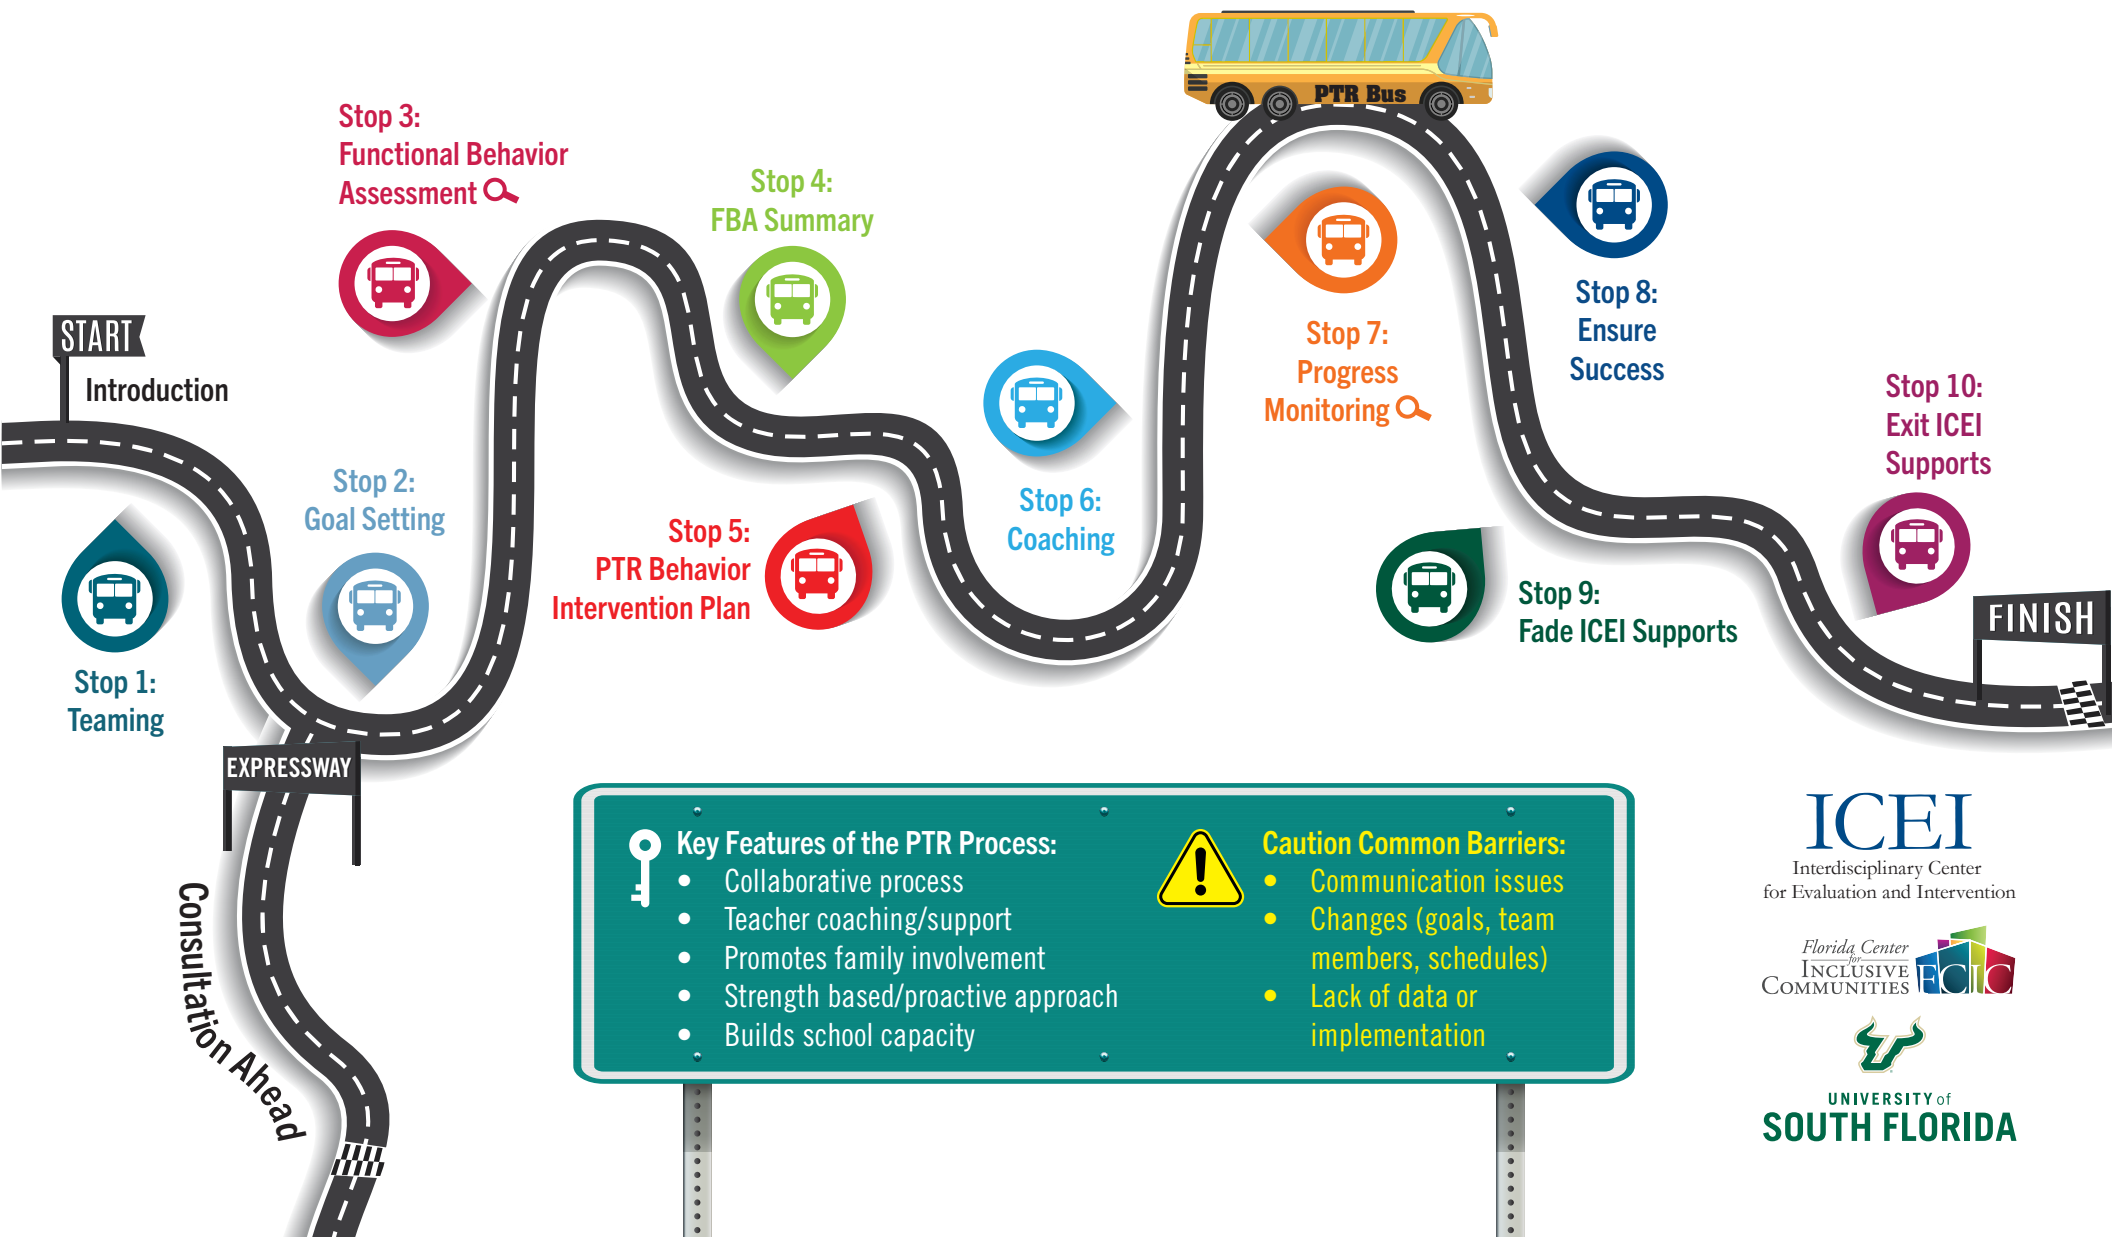 START
Introduction
Stop 1:
Teaming
Stop 2:
Goal Setting
Stop 3:
Functional Behavior
Assessment
Stop 4:
FBA Summary
Stop 5:
PTR Behavior
Intervention Plan
Stop 6:
Coaching
PTR Bus
Stop 7:
Progress
Monitoring
Stop 8:
Ensure
Success
Stop 9:
Fade ICEI Supports
Stop 10:
Exit ICEI
Supports
FINISH
EXPRESSWAY
Consultation Ahead
Key Features of the PTR Process:
• Collaborative process
• Teacher coaching/support
• Promotes family involvement
• Strength based/proactive approach
• Builds school capacity
Caution Common Barriers:
• Communication issues
• Changes (goals, team
members, schedules)
• Lack of data or
implementation
ICEI
Interdisciplinary Center
for Evaluation and Intervention
Florida Center
for
INCLUSIVE
COMMUNITIES
FCIC
UNIVERSITY of
SOUTH FLORIDA